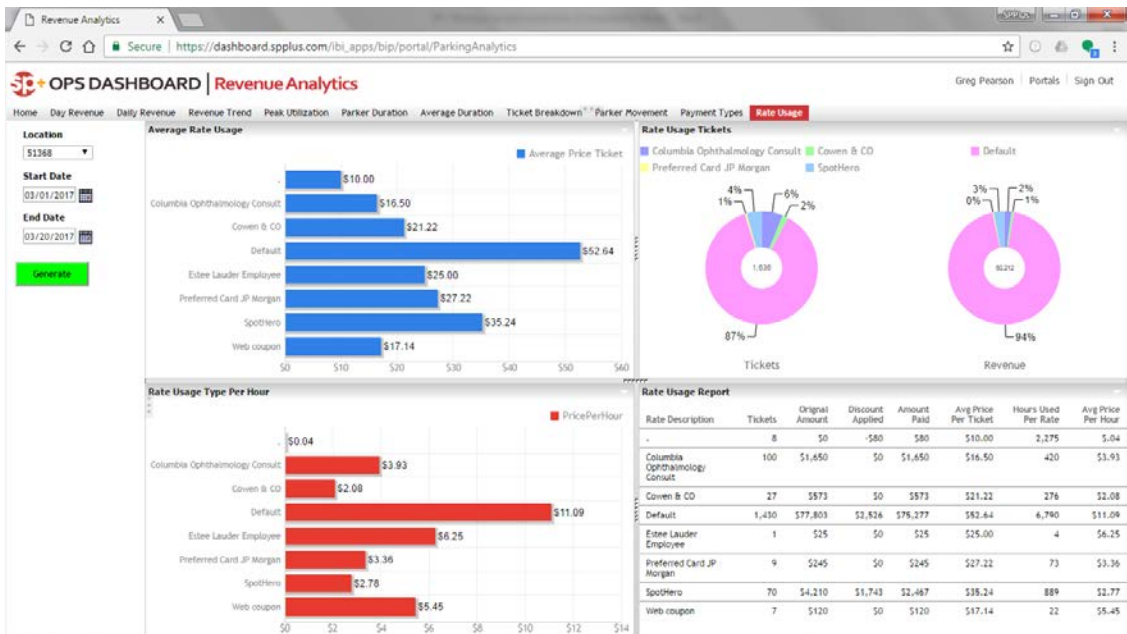 Revenue Analytics
Secure | https://dashboard.spplus.com/ibi_apps/bip/portal/ParkingAnalytics
SP+ OPS DASHBOARD | Revenue Analytics
Greg Pearson | Portals | Sign Out
Home Day Revenue Daily Revenue Revenue Trend Peak Utilization Parker Duration Average Duration Ticket Breakdown Parker Movement Payment Types Rate Usage
Location
51368
Start Date
03/01/2017
End Date
03/20/2017
Generate
Average Rate Usage
Average Price Ticket
. $10.00
Columbia Ophthalmology Consult $16.50
Cowen & CO $21.22
Default $52.64
Estee Lauder Employee $25.00
Preferred Card JP Morgan $27.22
SpotHero $35.24
Web coupon $17.14
$0 $10 $20 $30 $40 $50 $60
Rate Usage Tickets
Columbia Ophthalmology Consult Cowen & CO Default
Preferred Card JP Morgan SpotHero
4% 6%
1% 2%
87%
Tickets
3% 2%
0% 1%
94%
Revenue
Rate Usage Type Per Hour
PricePerHour
. $0.04
Columbia Ophthalmology Consult $3.93
Cowen & CO $2.08
Default $11.09
Estee Lauder Employee $6.25
Preferred Card JP Morgan $3.36
SpotHero $2.78
Web coupon $5.45
$0 $2 $4 $6 $8 $10 $12 $14
Rate Usage Report
Rate Description Tickets Orignal Amount Discount Applied Amount Paid Avg Price Per Ticket Hours Used Per Rate Avg Price Per Hour
. 8 $0 -$80 $80 $10.00 2,275 $.04
Columbia Ophthalmology Consult 100 $1,650 $0 $1,650 $16.50 420 $3.93
Cowen & CO 27 $573 $0 $573 $21.22 276 $2.08
Default 1,430 $77,803 $2,526 $75,277 $52.64 6,790 $11.09
Estee Lauder Employee 1 $25 $0 $25 $25.00 4 $6.25
Preferred Card JP Morgan 9 $245 $0 $245 $27.22 73 $3.36
SpotHero 70 $4,210 $1,743 $2,467 $35.24 889 $2.77
Web coupon 7 $120 $0 $120 $17.14 22 $5.45